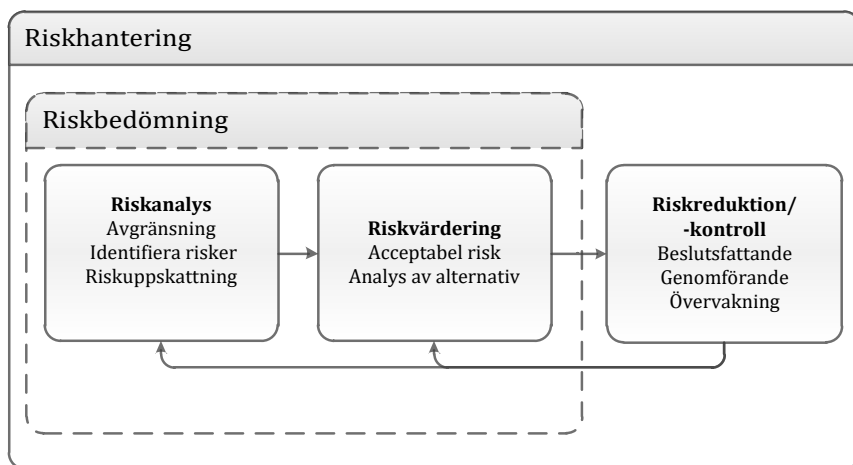 Riskhantering
Riskbedömning
Riskanalys
Avgränsning
Identifiera risker
Riskuppskattning
Riskvärdering
Acceptabel risk
Analys av alternativ
Riskreduktion/
-kontroll
Beslutsfattande
Genomförande
Övervakning